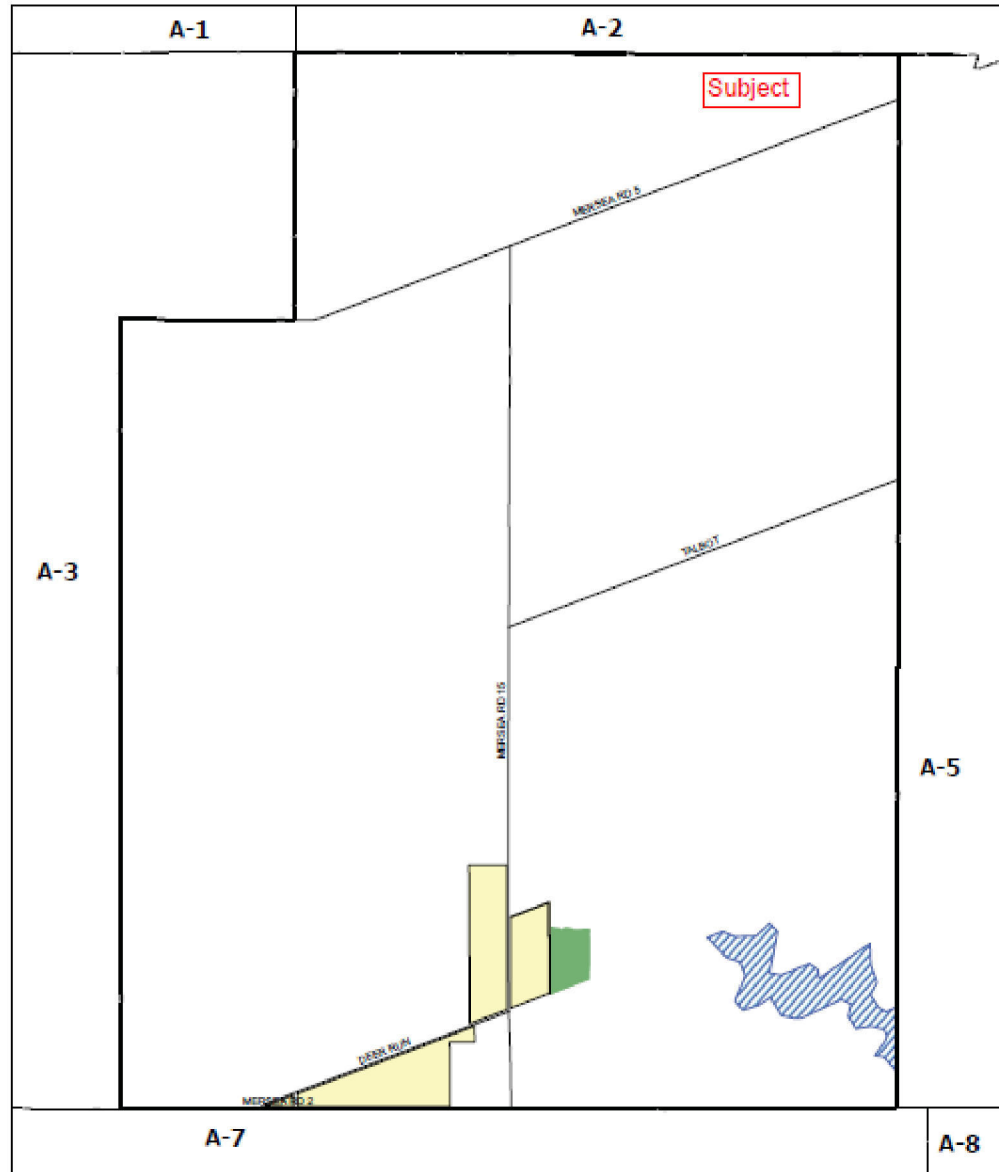 A-1
A-2
Subject
MERSEA RD 5
A-3
TALBOT
MERSEA RD 15
A-5
DEER RUN
MERSEA RD 2
A-7
A-8